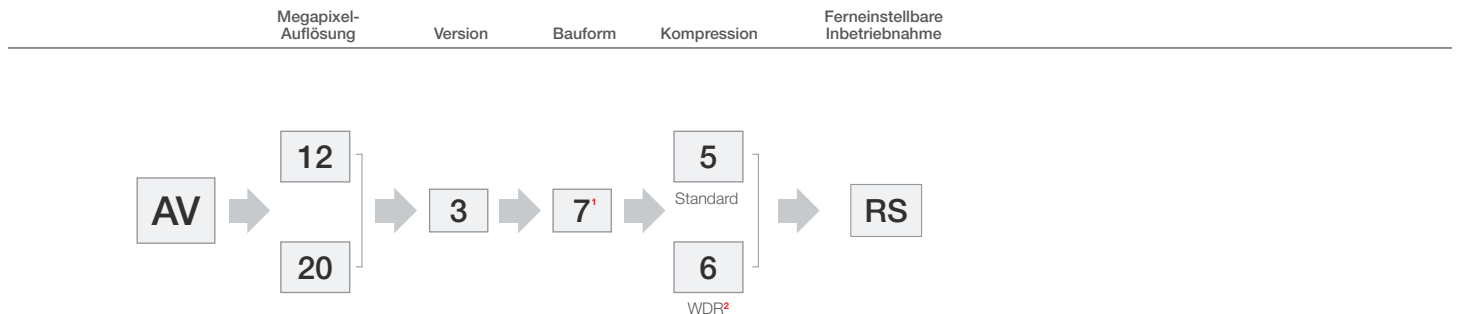 Megapixel-
Auflösung
Version
Bauform
Kompression
Ferneinstellbare
Inbetriebnahme
AV
12
20
3
7¹
5
Standard
6
WDR²
RS